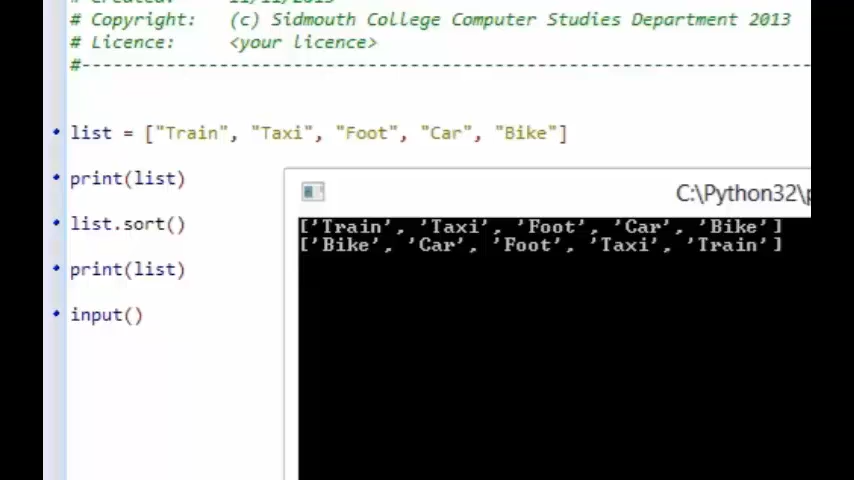 # Copyright: (c) Sidmouth College Computer Studies Department 2013
# Licence: <your licence>
#----------------------------------------------------------------------
list = ["Train", "Taxi", "Foot", "Car", "Bike"]
print(list)
list.sort()
print(list)
input()
C:\Python32\
['Train', 'Taxi', 'Foot', 'Car', 'Bike']
['Bike', 'Car', 'Foot', 'Taxi', 'Train']